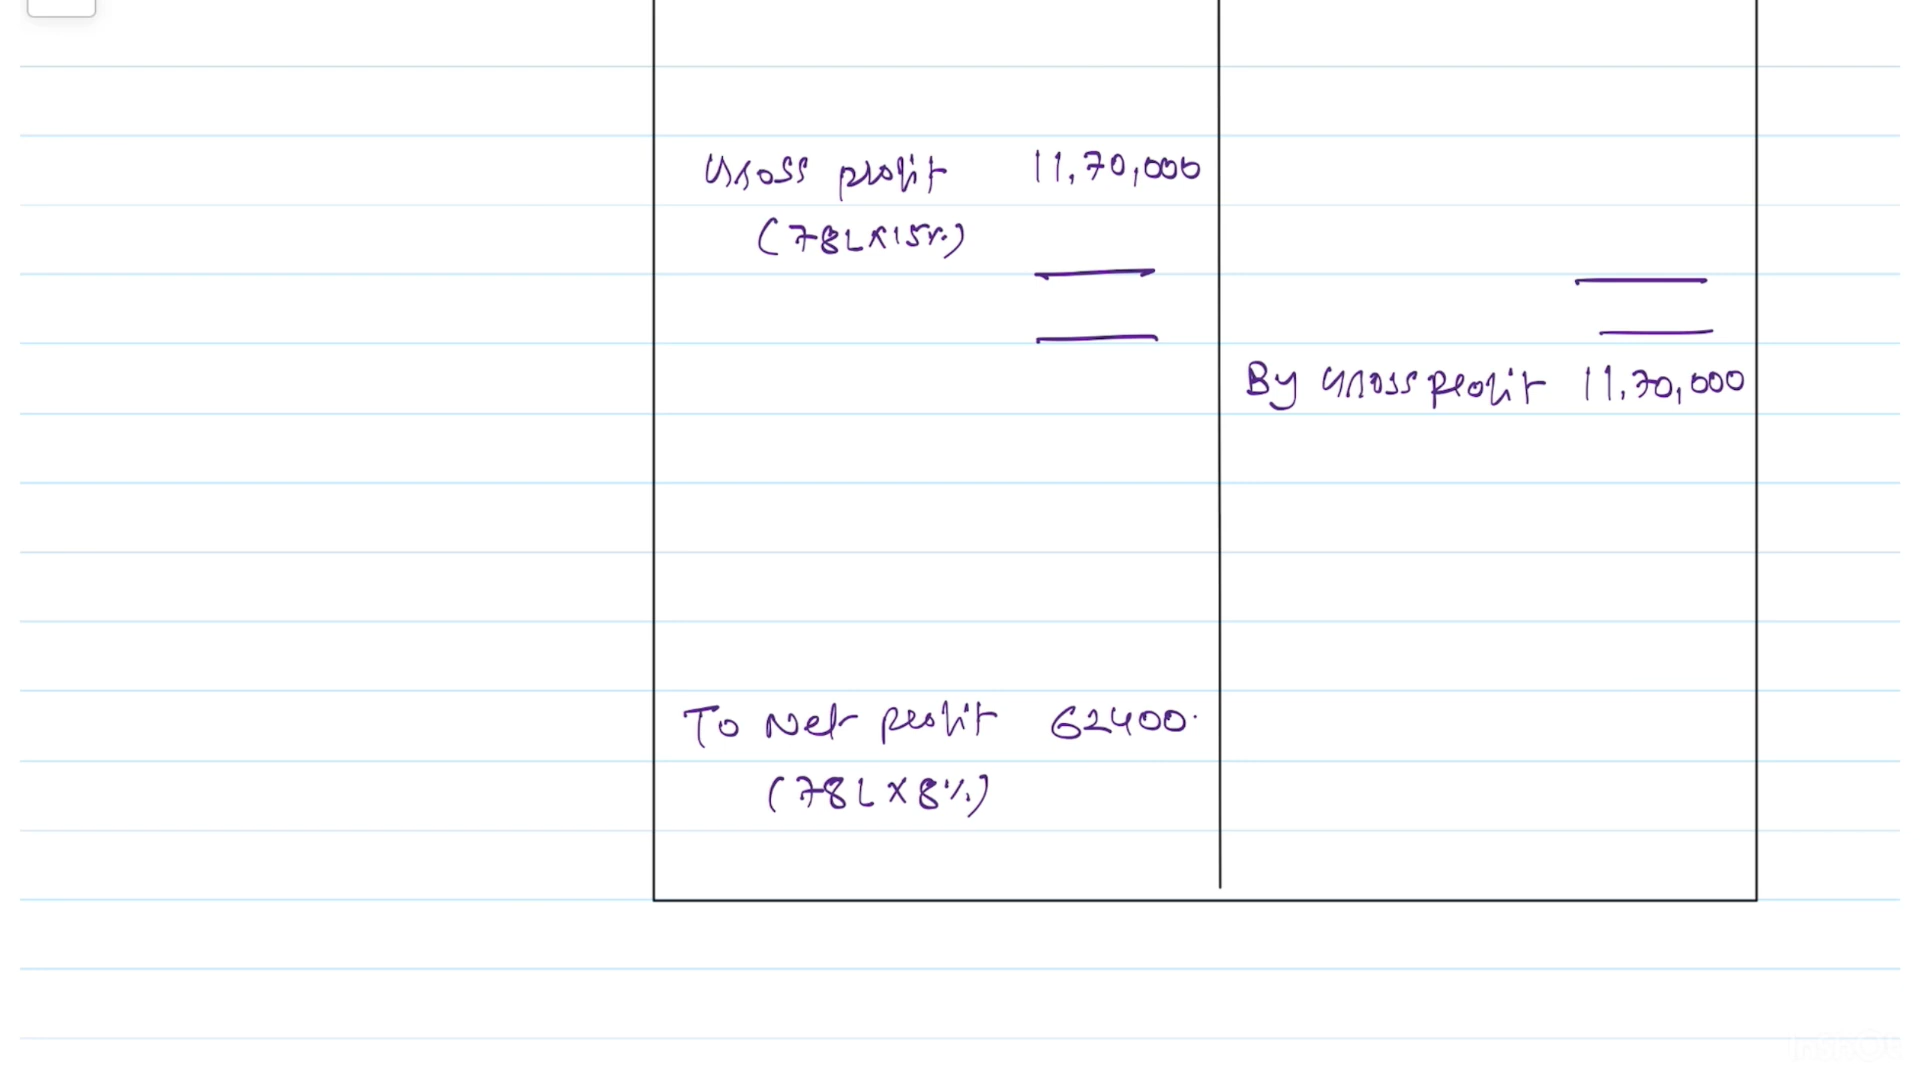 Gross profit 11,70,000
(78L×15%)
By Gross profit 11,70,000
To Net profit 62400.
(78L×8%)